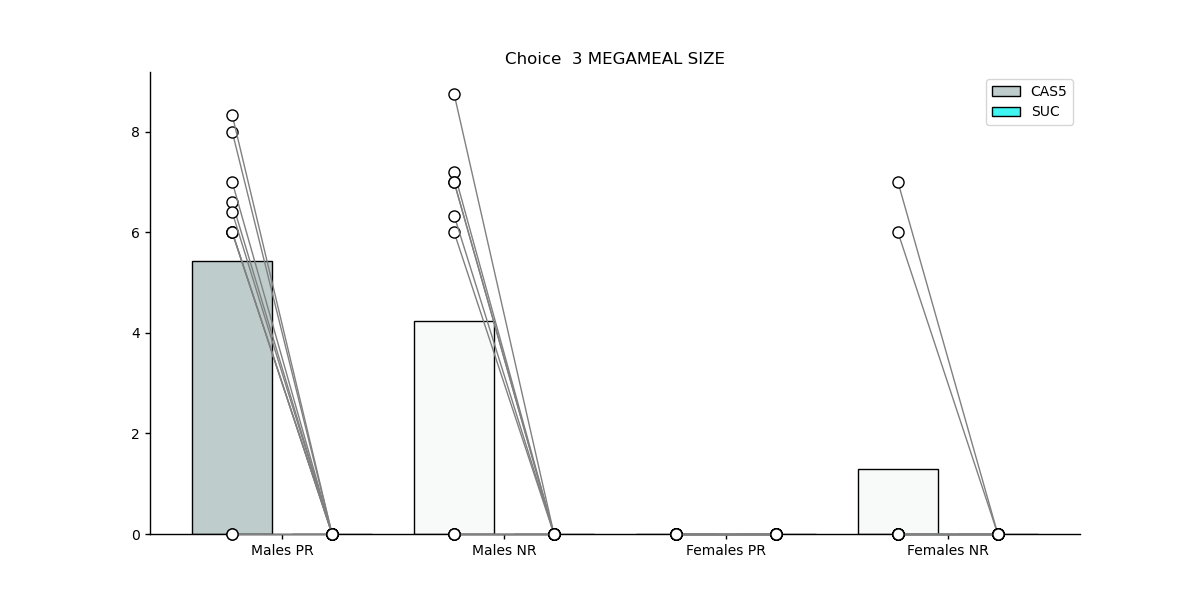 Choice  3 MEGAMEAL SIZE
CAS5
SUC
8
6
4
2
0
Males PR
Males NR
Females PR
Females NR